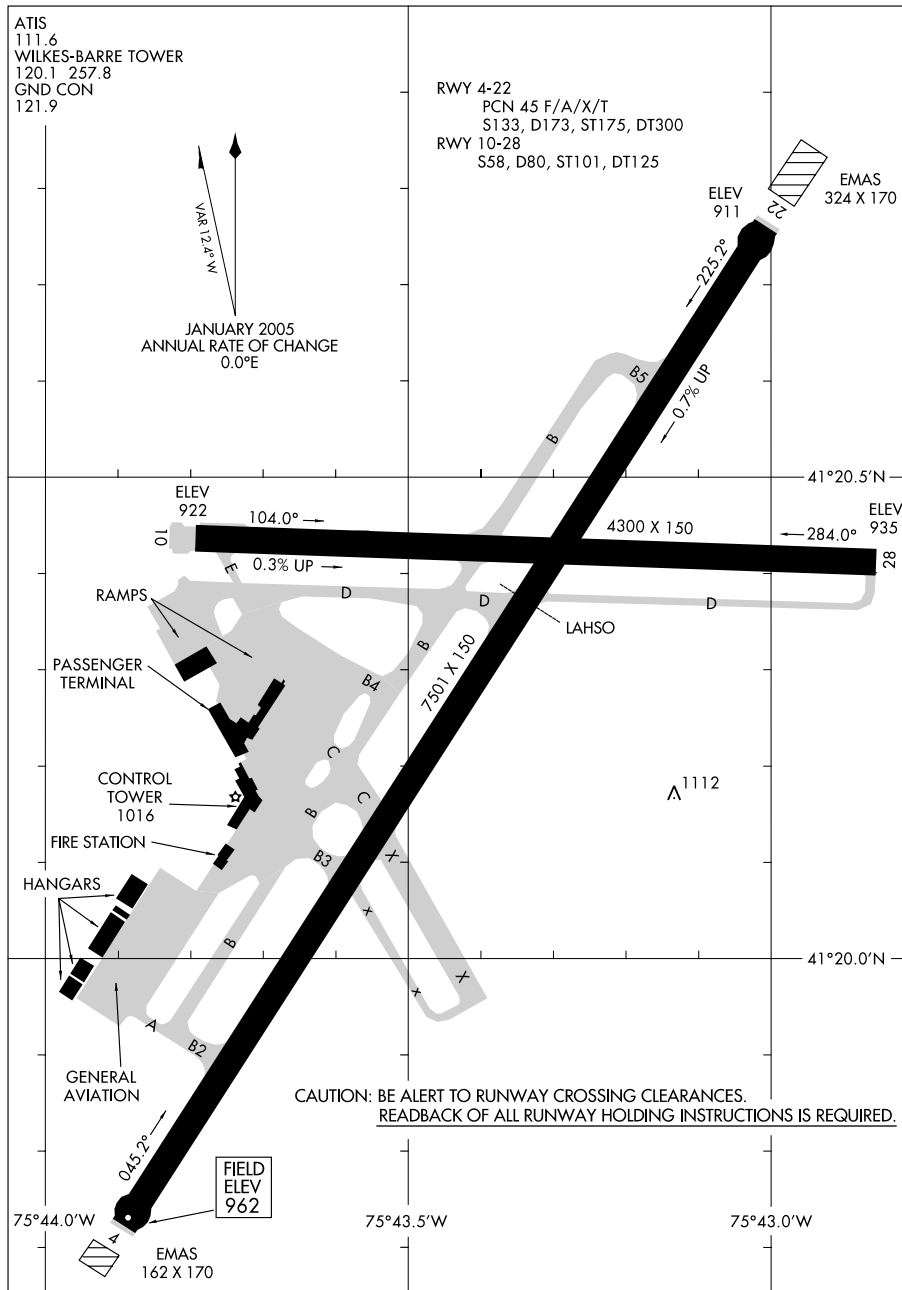 ATIS
111.6
WILKES-BARRE TOWER
120.1 257.8
GND CON
121.9
RWY 4-22
PCN 45 F/A/X/T
S133, D173, ST175, DT300
RWY 10-28
S58, D80, ST101, DT125
VAR 12.4° W
JANUARY 2005
ANNUAL RATE OF CHANGE
0.0°E
EMAS
324 X 170
ELEV
911
22
225.2°
0.7% UP
B5
B
41°20.5'N
ELEV
922
10
104.0°
0.3% UP
4300 X 150
284.0°
ELEV
935
28
E
D
D
D
LAHSO
RAMPS
PASSENGER
TERMINAL
B
B4
7501 X 150
C
C
CONTROL
TOWER
1016
1112
B
B3
FIRE STATION
HANGARS
X
x
X
x
B
41°20.0'N
A
B2
GENERAL
AVIATION
CAUTION: BE ALERT TO RUNWAY CROSSING CLEARANCES.
READBACK OF ALL RUNWAY HOLDING INSTRUCTIONS IS REQUIRED.
045.2°
FIELD
ELEV
962
75°44.0'W
75°43.5'W
75°43.0'W
4
EMAS
162 X 170